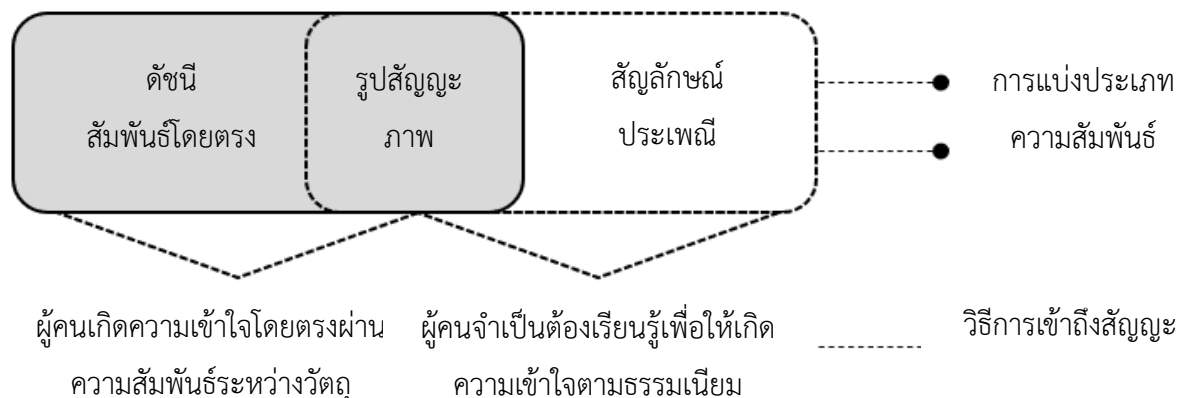 ดัชนี
สัมพันธ์โดยตรง
รูปสัญญะ
ภาพ
สัญลักษณ์
ประเพณี
การแบ่งประเภท
ความสัมพันธ์
ผู้คนเกิดความเข้าใจโดยตรงผ่าน
ความสัมพันธ์ระหว่างวัตถุ
ผู้คนจำเป็นต้องเรียนรู้เพื่อให้เกิด
ความเข้าใจตามธรรมเนียม
วิธีการเข้าถึงสัญญะ